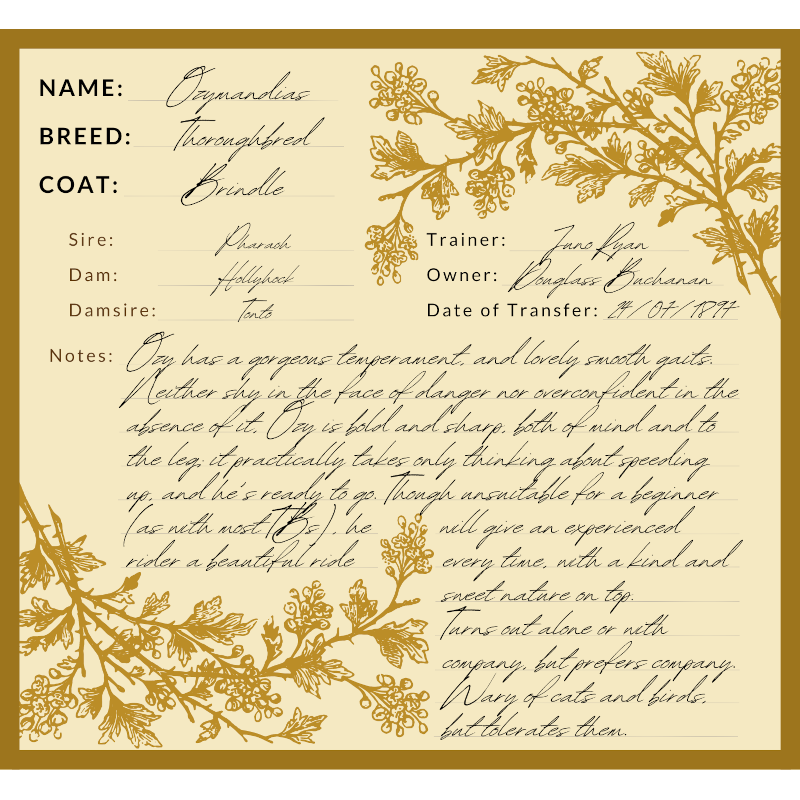 NAME: Ozymandias
BREED: Thoroughbred
COAT: Brindle
Sire: Pharaoh
Dam: Hollyhock
Damsire: Tonto
Trainer: Juno Ryan
Owner: Douglass Buchanan
Date of Transfer: 14/07/1897
Notes: Ozy has a gorgeous temperament, and lovely smooth gaits.
Neither shy in the face of danger nor overconfident in the
absence of it, Ozy is bold and sharp, both of mind and to
the leg; it practically takes only thinking about speeding
up, and he's ready to go. Though unsuitable for a beginner
(as with most TBs), he will give an experienced
rider a beautiful ride every time, with a kind and
sweet nature on top.
Turns out alone or with
company, but prefers company.
Wary of cats and birds,
but tolerates them.